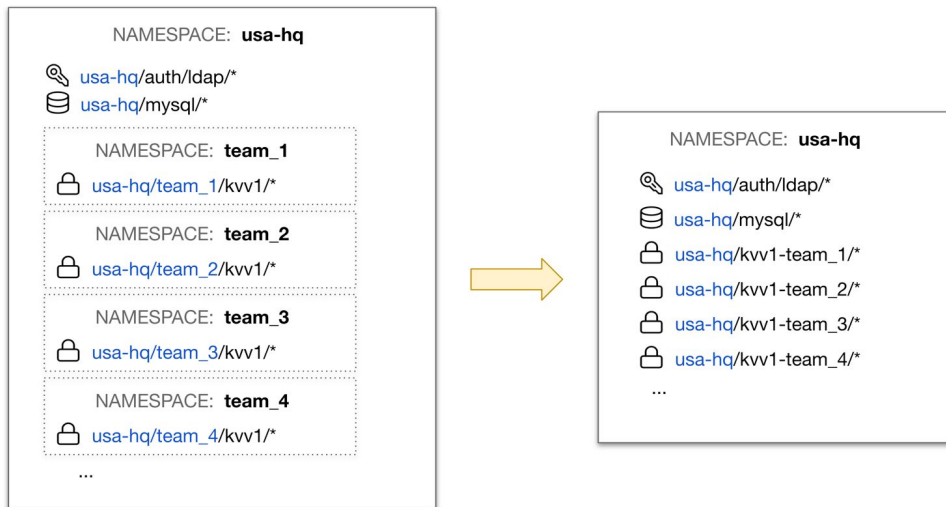 NAMESPACE: usa-hq
usa-hq/auth/ldap/*
usa-hq/mysql/*
NAMESPACE: team_1
usa-hq/team_1/kvv1/*
NAMESPACE: team_2
usa-hq/team_2/kvv1/*
NAMESPACE: team_3
usa-hq/team_3/kvv1/*
NAMESPACE: team_4
usa-hq/team_4/kvv1/*
...
NAMESPACE: usa-hq
usa-hq/auth/ldap/*
usa-hq/mysql/*
usa-hq/kvv1-team_1/*
usa-hq/kvv1-team_2/*
usa-hq/kvv1-team_3/*
usa-hq/kvv1-team_4/*
...